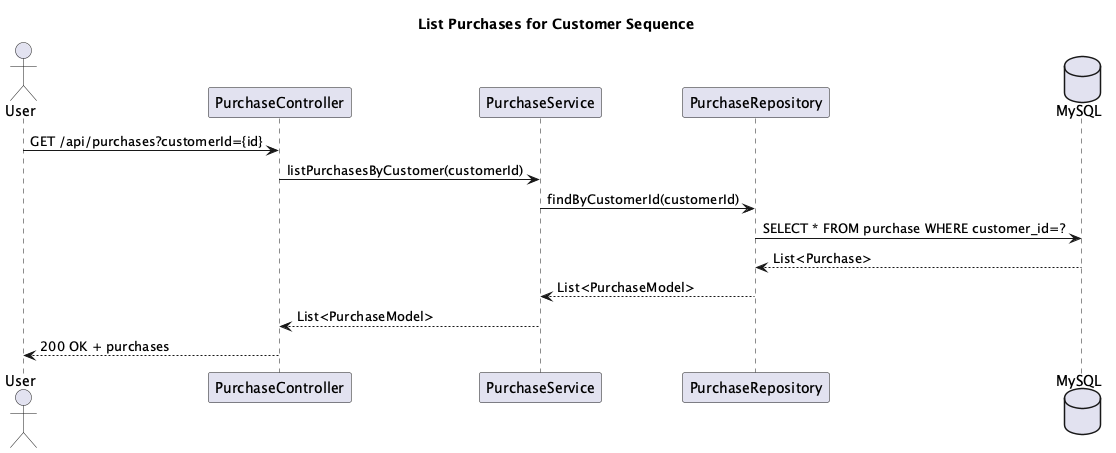 List Purchases for Customer Sequence
User
PurchaseController
PurchaseService
PurchaseRepository
MySQL
GET /api/purchases?customerId={id}
listPurchasesByCustomer(customerId)
findByCustomerId(customerId)
SELECT * FROM purchase WHERE customer_id=?
List<Purchase>
List<PurchaseModel>
List<PurchaseModel>
200 OK + purchases
User
PurchaseController
PurchaseService
PurchaseRepository
MySQL